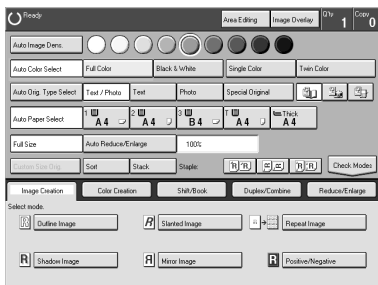 Ready Area Editing Image Overlay Q'ty 1 Copy 0
Auto Image Dens.
Auto Color Select Full Color Black & White Single Color Twin Color
Auto Orig. Type Select Text / Photo Text Photo Special Original
Auto Paper Select 1 A4 2 A4 3 B4 T A4 Thick A4
Full Size Auto Reduce/Enlarge 100%
Custom Size Orig. Sort Stack Staple: Check Modes
Image Creation Color Creation Shift/Book Duplex/Combine Reduce/Enlarge
Select mode.
R Outline Image R Slanted Image Repeat Image
R Shadow Image Я Mirror Image R Positive/Negative